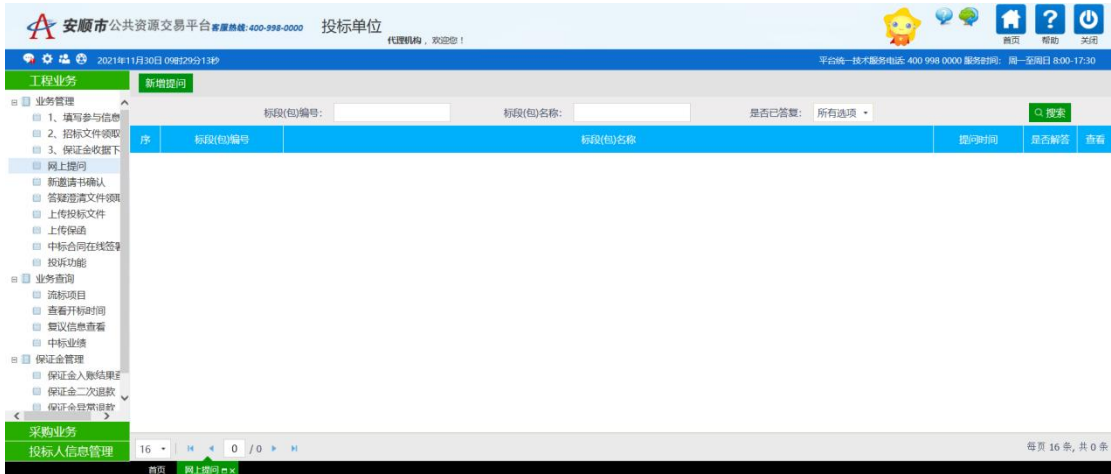 安顺市公共资源交易平台客服热线:400-998-0000 投标单位
代理机构，欢迎您！
首页 帮助 关闭
2021年11月30日 09时29分13秒 平台统一技术服务电话: 400 998 0000 服务时间: 周一至周日 8:00-17:30
工程业务
新增提问
业务管理
标段(包)编号: 标段(包)名称: 是否已答复: 所有选项 搜索
1、填写参与信息
2、招标文件领取
3、保证金收据下
序 标段(包)编号 标段(包)名称 提问时间 是否解答 查看
网上提问
新邀请书确认
答疑澄清文件领取
上传投标文件
上传保函
中标合同在线签署
投诉功能
业务查询
流标项目
查看开标时间
复议信息查看
中标业绩
保证金管理
保证金入账结果查
保证金二次退款
保证金异常退款
采购业务
投标人信息管理
16 0 / 0 每页 16 条, 共 0 条
首页 网上提问